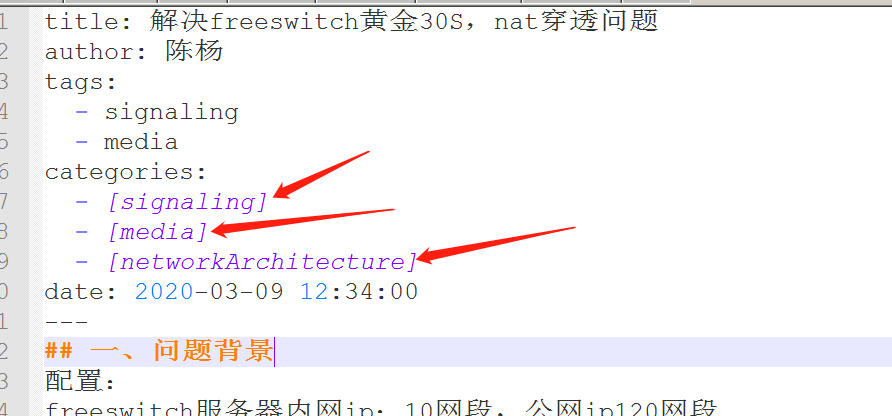 1 title: 解决freeswitch黄金30S, nat穿透问题
2 author: 陈杨
3 tags:
4 - signaling
5 - media
6 categories:
7 - [signaling]
8 - [media]
9 - [networkArchitecture]
0 date: 2020-03-09 12:34:00
1 ---
2 ## 一、问题背景
3 配置：
4 freeswitch服务器内网ip：10网段, 公网ip120网段